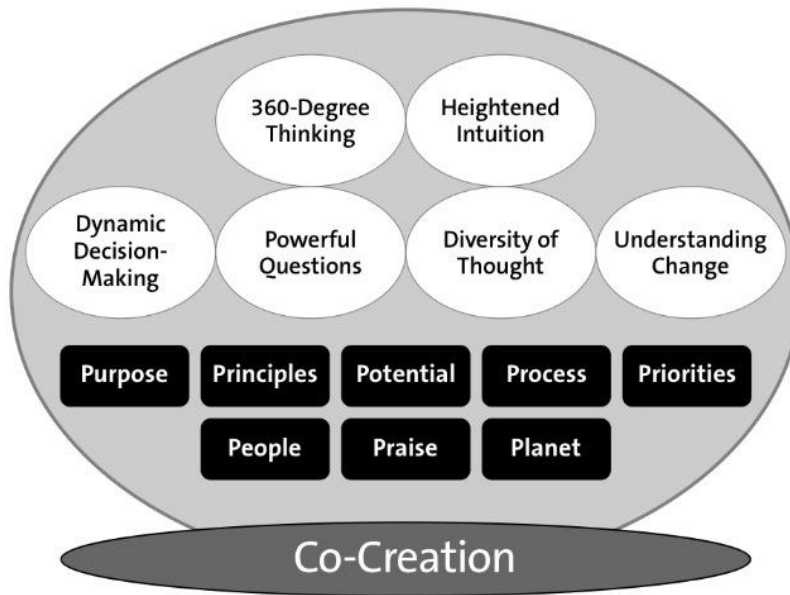 360-Degree
Thinking
Heightened
Intuition
Dynamic
Decision-
Making
Powerful
Questions
Diversity of
Thought
Understanding
Change
Purpose
Principles
Potential
Process
Priorities
People
Praise
Planet
Co-Creation